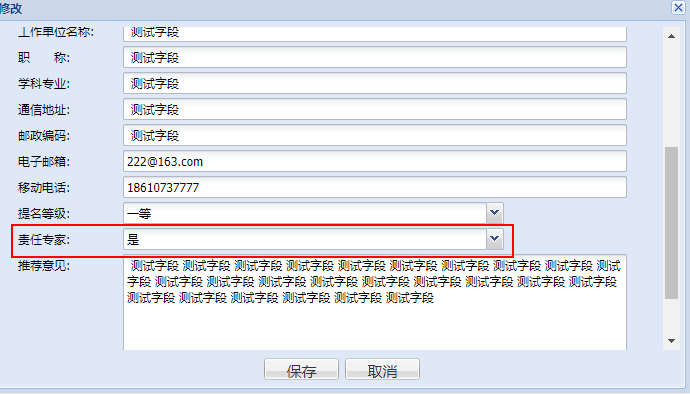 修改
工作单位名称: 测试字段
职 称: 测试字段
学科专业: 测试字段
通信地址: 测试字段
邮政编码: 测试字段
电子邮箱: 222@163.com
移动电话: 18610737777
提名等级: 一等
责任专家: 是
推荐意见: 测试字段 测试字段 测试字段 测试字段 测试字段 测试字段 测试字段 测试字段 测试字段 测试
字段 测试字段 测试字段 测试字段 测试字段 测试字段 测试字段 测试字段 测试字段 测试字段
测试字段 测试字段 测试字段 测试字段 测试字段 测试字段
保存 取消